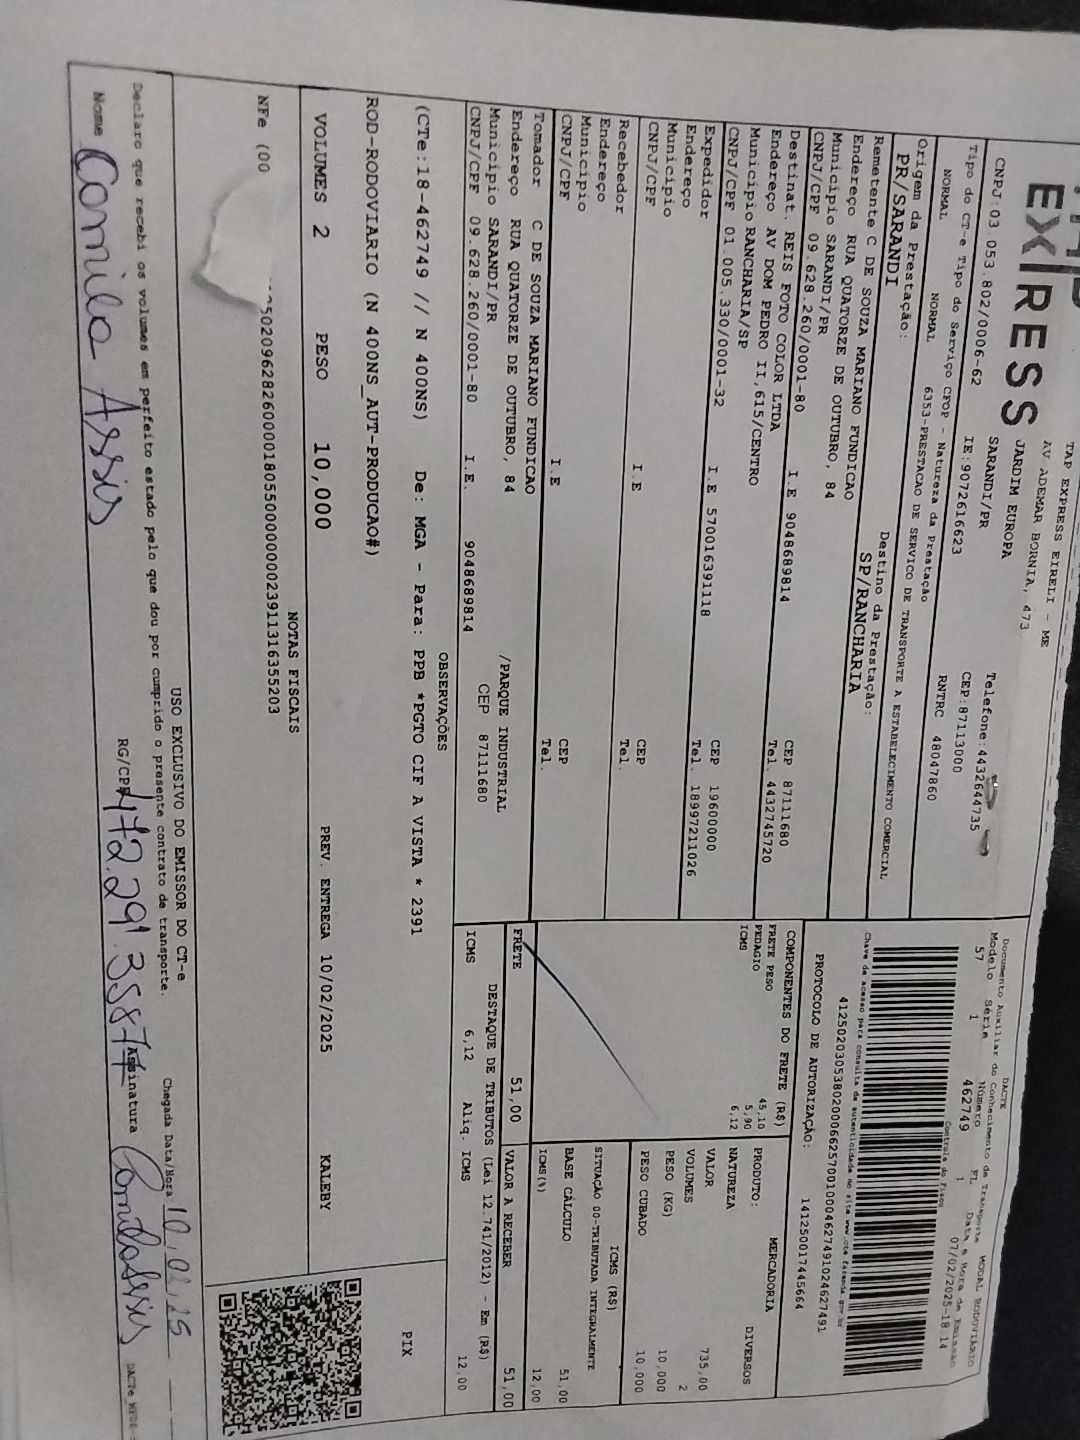 EX|RESS
TAP EXPRESS EIRELI - ME
AV ADEMAR BORNIA, 473
JARDIM EUROPA
SARANDI/PR
CNPJ:03.053.802/0006-62
IE:9072616623
CEP:87113000
Telefone:4432644735
Tipo do CT-e Tipo do Serviço CFOP - Natureza da Prestação
RNTRC 48047860
NORMAL NORMAL 6353-PRESTACAO DE SERVICO DE TRANSPORTE A ESTABELECIMENTO COMERCIAL
Origem da Prestação:
PR/SARANDI
Destino da Prestação:
SP/RANCHARIA
Remetente C DE SOUZA MARIANO FUNDICAO
Endereço RUA QUATORZE DE OUTUBRO, 84
Município SARANDI/PR
CEP 87111680
CNPJ/CPF 09.628.260/0001-80 I.E 9048689814 Tel. 4432745720
Destinat. REIS FOTO COLOR LTDA
Endereço AV DOM PEDRO II,615/CENTRO
Município RANCHARIA/SP
CEP 19600000
CNPJ/CPF 01.005.330/0001-32 I.E 570016391118 Tel. 18997211026
Expedidor
Endereço
Município
CEP
CNPJ/CPF I.E Tel.
Recebedor
Endereço
Município
CEP
CNPJ/CPF I.E Tel.
Tomador C DE SOUZA MARIANO FUNDICAO
Endereço RUA QUATORZE DE OUTUBRO, 84 /PARQUE INDUSTRIAL
Município SARANDI/PR CEP 87111680
CNPJ/CPF 09.628.260/0001-80 I.E. 9048689814
DACTE MODAL RODOVIÁRIO
Documento Auxiliar do Conhecimento de Transporte
Modelo Série Número FL Data e Hora de Emissão
57 1 462749 1 07/02/2025-18:14
Controle do Fisco
Chave de acesso para consulta de autenticidade no site www.cte.fazenda.gov.br
41250203053802000662570010004627491024627491
PROTOCOLO DE AUTORIZAÇÃO: 141250017445664
COMPONENTES DO FRETE (R$)
FRETE PESO 45,10
PEDAGIO 5,90
ICMS 6,12
MERCADORIA
PRODUTO: DIVERSOS
NATUREZA
VALOR 735,00
VOLUMES 2
PESO (KG) 10,000
PESO CUBADO 10,000
ICMS (R$)
SITUAÇÃO 00-TRIBUTADA INTEGRALMENTE
BASE CÁLCULO 51,00
ICMS(%) 12,00
FRETE 51,00 VALOR A RECEBER 51,00
DESTAQUE DE TRIBUTOS (Lei 12.741/2012) - Em (R$)
ICMS 6,12 Aliq. ICMS 12,00
OBSERVAÇÕES
(CTe:18-462749 // N 400NS) De: MGA - Para: PPB *PGTO CIF A VISTA * 2391
PIX
ROD-RODOVIARIO (N 400NS_AUT-PRODUCAO#)
VOLUMES 2 PESO 10,000 PREV. ENTREGA 10/02/2025 KALEBY
NOTAS FISCAIS
NFe (00 502096282600001805500000000239113163552​03
USO EXCLUSIVO DO EMISSOR DO CT-e
Declaro que recebi os volumes em perfeito estado pelo que dou por cumprido o presente contrato de transporte.
Chegada Data/Hora: 10.02.25
Nome Camila Assis RG/CPF 472.291.358 77 Assinatura